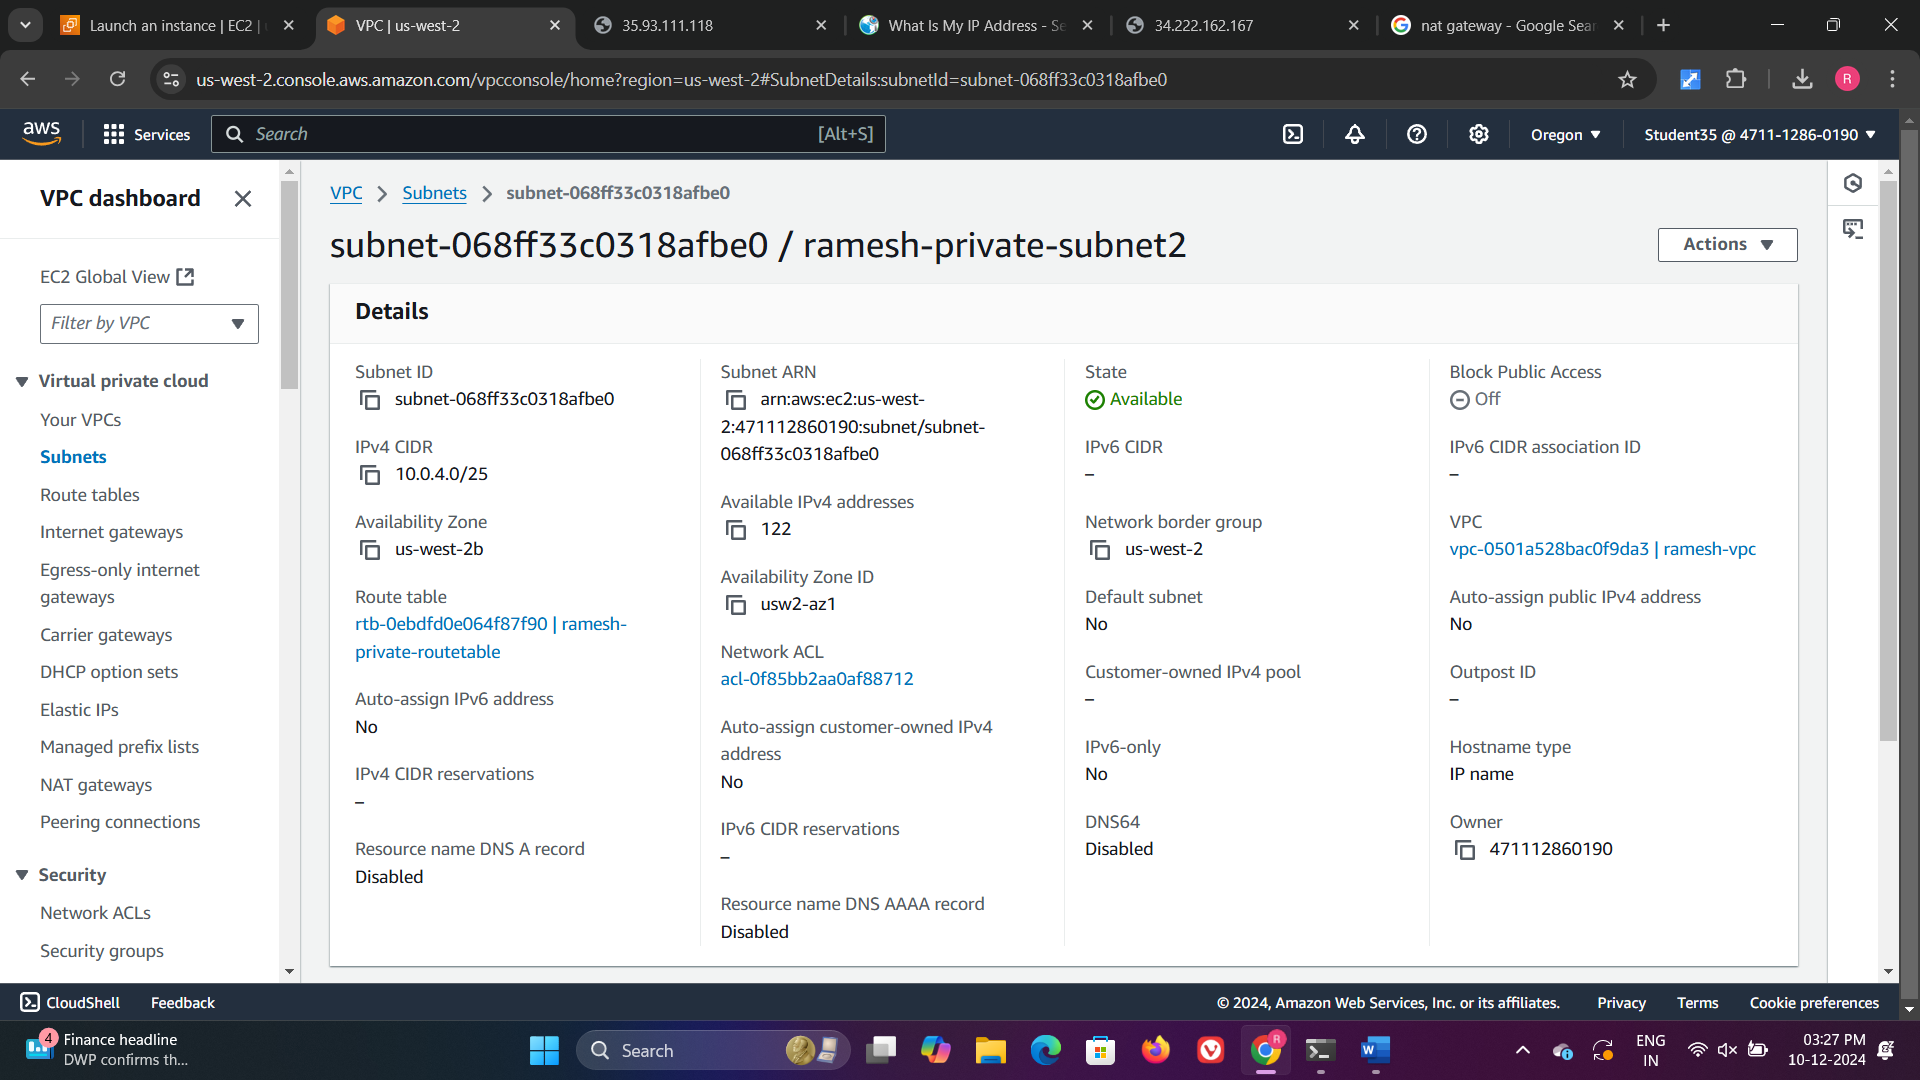 Launch an instance | EC2 | u
VPC | us-west-2
35.93.111.118
What Is My IP Address - Se
34.222.162.167
nat gateway - Google Sear
us-west-2.console.aws.amazon.com/vpcconsole/home?region=us-west-2#SubnetDetails:subnetId=subnet-068ff33c0318afbe0
R
aws
Services
Search
[Alt+S]
Oregon
Student35 @ 4711-1286-0190
VPC dashboard
EC2 Global View
Filter by VPC
Virtual private cloud
Your VPCs
Subnets
Route tables
Internet gateways
Egress-only internet
gateways
Carrier gateways
DHCP option sets
Elastic IPs
Managed prefix lists
NAT gateways
Peering connections
Security
Network ACLs
Security groups
VPC
Subnets
subnet-068ff33c0318afbe0
subnet-068ff33c0318afbe0 / ramesh-private-subnet2
Actions
Details
Subnet ID
subnet-068ff33c0318afbe0
IPv4 CIDR
10.0.4.0/25
Availability Zone
us-west-2b
Route table
rtb-0ebdfd0e064f87f90 | ramesh-
private-routetable
Auto-assign IPv6 address
No
IPv4 CIDR reservations
–
Resource name DNS A record
Disabled
Subnet ARN
arn:aws:ec2:us-west-
2:471112860190:subnet/subnet-
068ff33c0318afbe0
Available IPv4 addresses
122
Availability Zone ID
usw2-az1
Network ACL
acl-0f85bb2aa0af88712
Auto-assign customer-owned IPv4
address
No
IPv6 CIDR reservations
–
Resource name DNS AAAA record
Disabled
State
Available
IPv6 CIDR
–
Network border group
us-west-2
Default subnet
No
Customer-owned IPv4 pool
–
IPv6-only
No
DNS64
Disabled
Block Public Access
Off
IPv6 CIDR association ID
–
VPC
vpc-0501a528bac0f9da3 | ramesh-vpc
Auto-assign public IPv4 address
No
Outpost ID
–
Hostname type
IP name
Owner
471112860190
CloudShell
Feedback
© 2024, Amazon Web Services, Inc. or its affiliates.
Privacy
Terms
Cookie preferences
4
Finance headline
DWP confirms th...
Search
R
ENG
IN
03:27 PM
10-12-2024